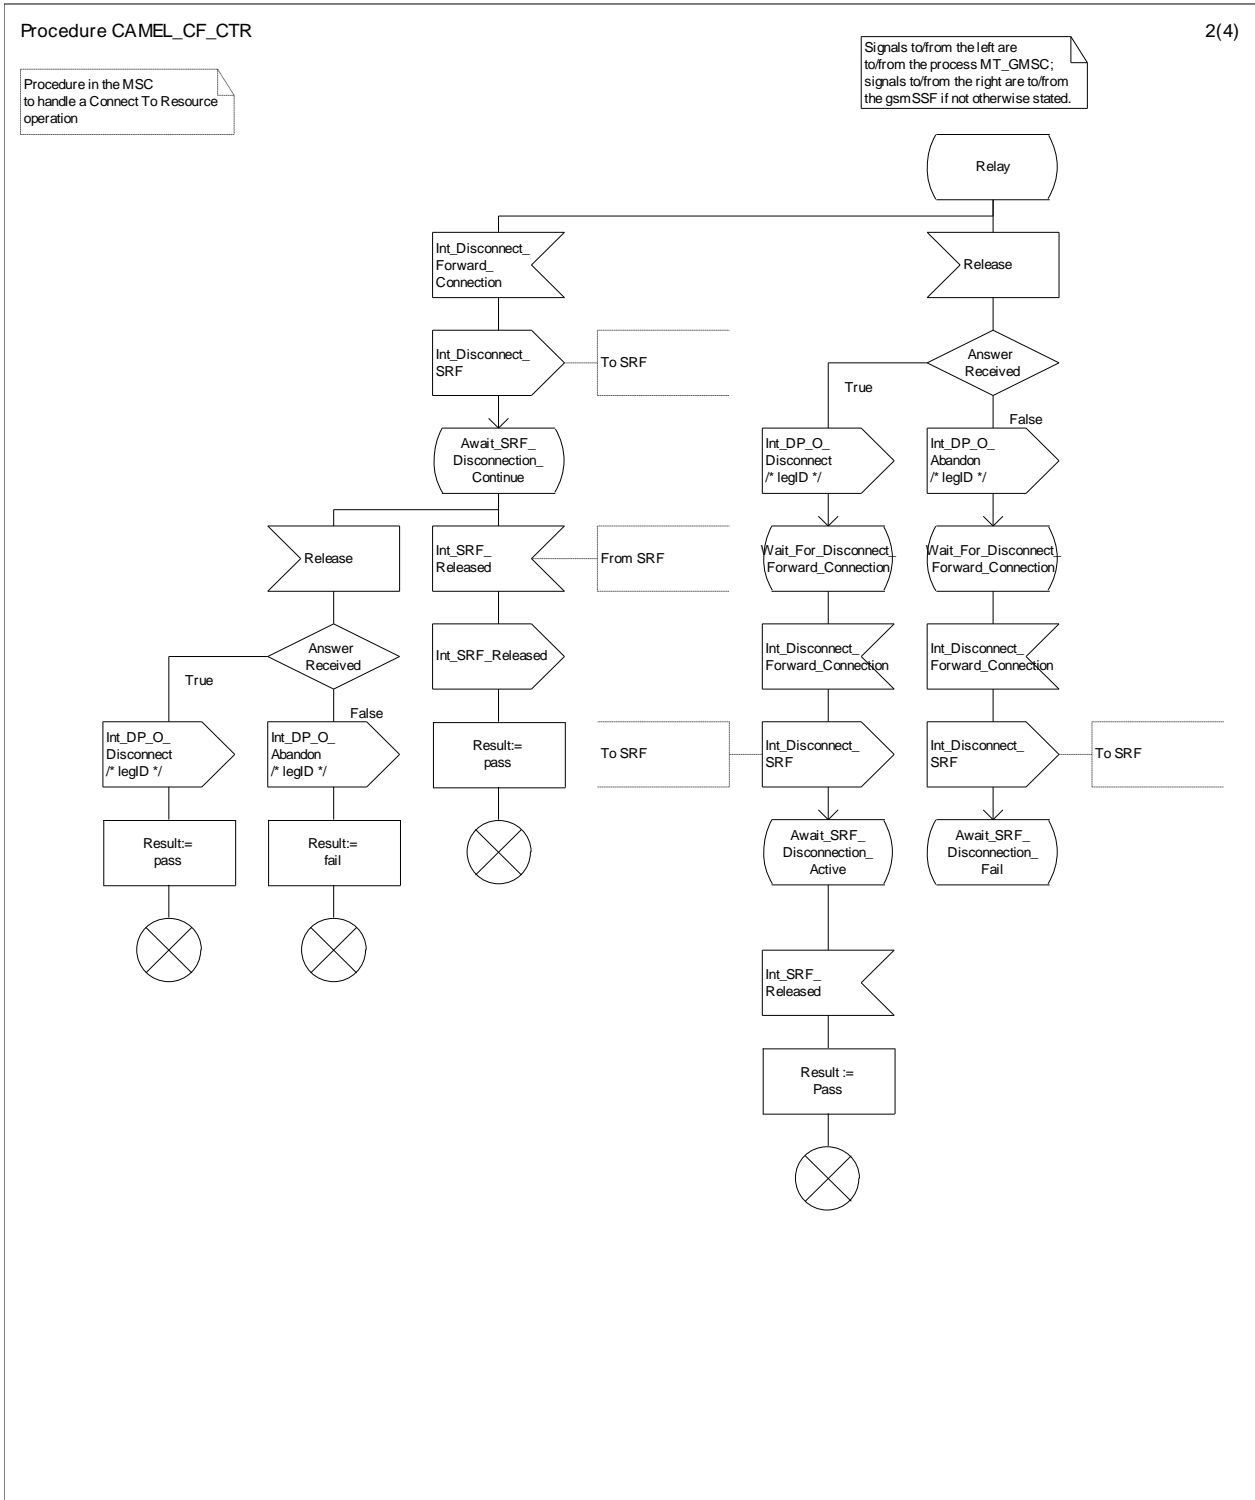 Procedure CAMEL_CF_CTR
2(4)
Procedure in the MSC
to handle a Connect To Resource
operation
Signals to/from the left are
to/from the process MT_GMSC;
signals to/from the right are to/from
the gsmSSF if not otherwise stated.
Relay
Int_Disconnect_
Forward_
Connection
Release
Int_Disconnect_
SRF
To SRF
Answer
Received
True
False
Await_SRF_
Disconnection_
Continue
Int_DP_O_
Disconnect
/* legID */
Int_DP_O_
Abandon
/* legID */
Release
Int_SRF_
Released
From SRF
Wait_For_Disconnect_
Forward_Connection
Wait_For_Disconnect_
Forward_Connection
Answer
Received
True
False
Int_SRF_Released
Int_Disconnect_
Forward_Connection
Int_Disconnect_
Forward_Connection
Int_DP_O_
Disconnect
/* legID */
Int_DP_O_
Abandon
/* legID */
Result:=
pass
To SRF
Int_Disconnect_
SRF
Int_Disconnect_
SRF
To SRF
Result:=
pass
Result:=
fail
Await_SRF_
Disconnection_
Active
Await_SRF_
Disconnection_
Fail
Int_SRF_
Released
Result :=
Pass